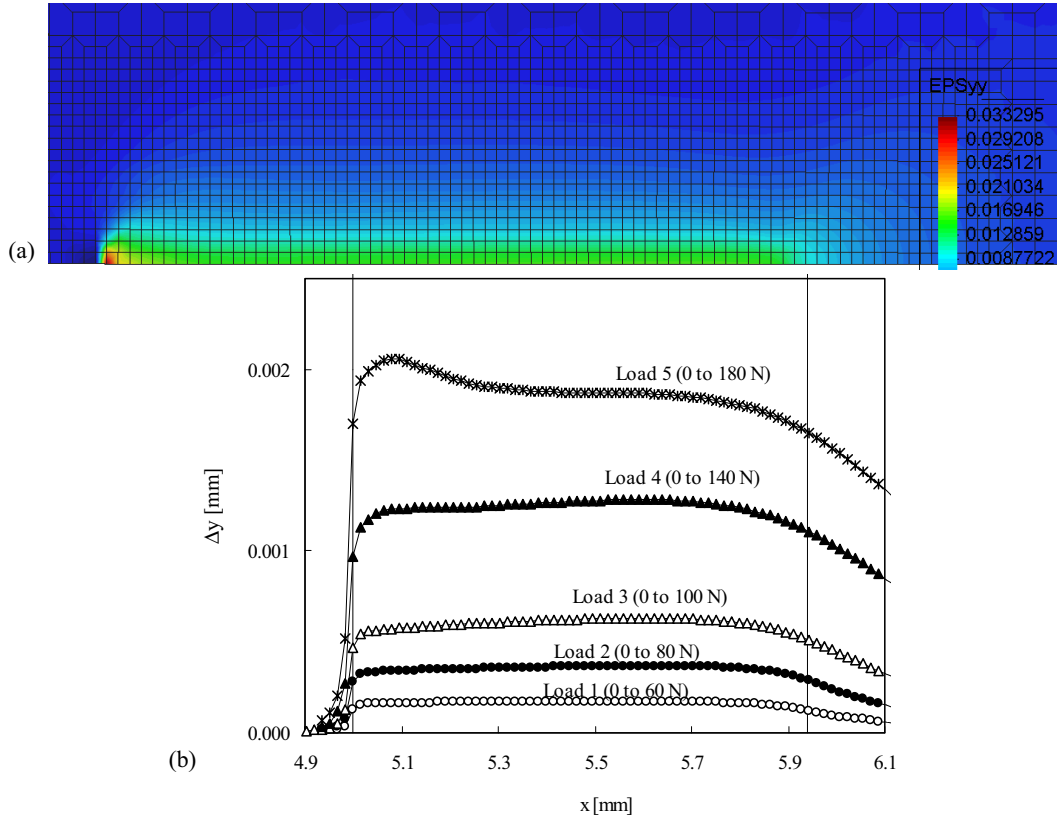 EPSyy
0.033295
0.029208
0.025121
0.021034
0.016946
0.012859
0.0087722
(a)
0.002
Load 5 (0 to 180 N)
Load 4 (0 to 140 N)
Δy [mm]
0.001
Load 3 (0 to 100 N)
Load 2 (0 to 80 N)
Load 1 (0 to 60 N)
0.000
4.9 5.1 5.3 5.5 5.7 5.9 6.1
(b)
x [mm]